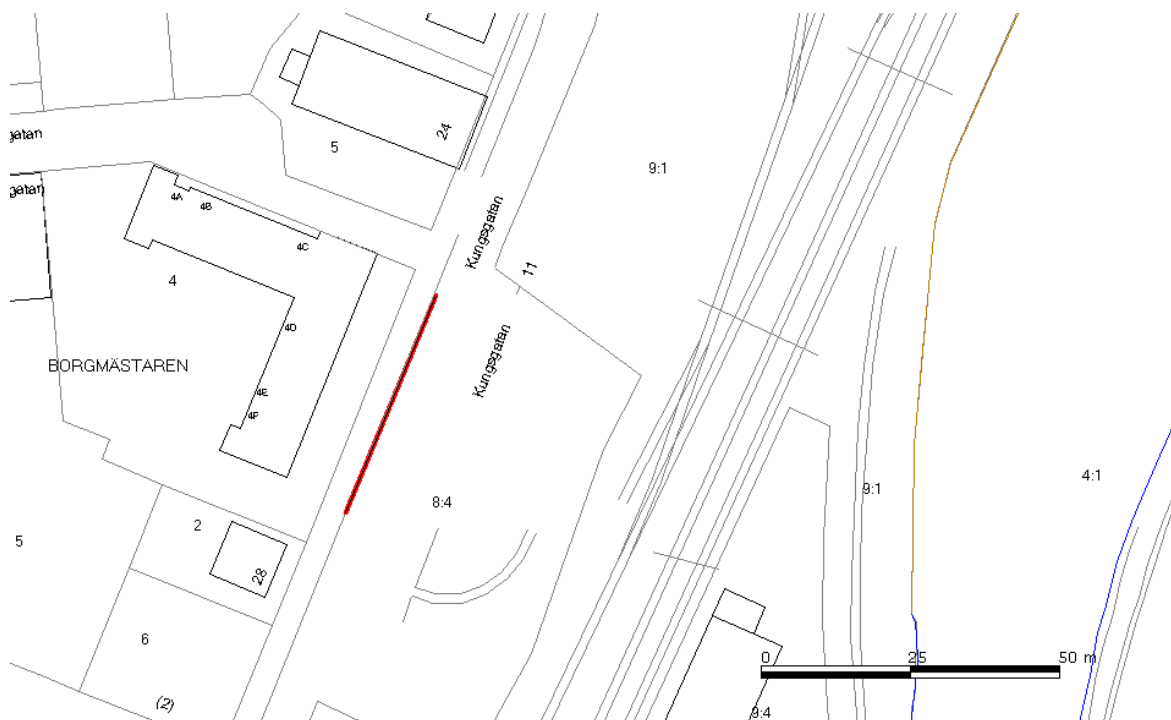 24
gatan
5
9:1
gatan
4A
4B
Kungsgatan
4C
11
4
4D
Kungsgatan
BORGMÄSTAREN
4E
4F
4:1
9:1
8:4
2
5
28
6
0 25 50 m
(2)
9:4